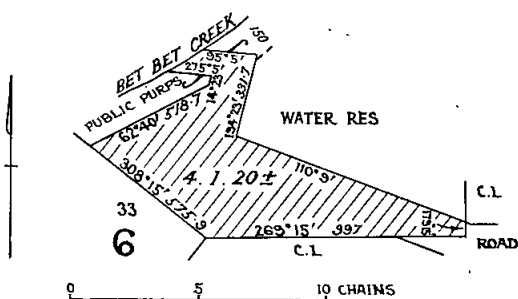 BET BET CREEK
150
95°5'
275°5'
PUBLIC PURPS
14°23'
62°40' 518·7
194°23' 331·7
WATER RES
110°9'
308°15' 575·9
4. 1. 20±
C.L
33
6
269°15' 997
C.L
ROAD
0 5 10 CHAINS